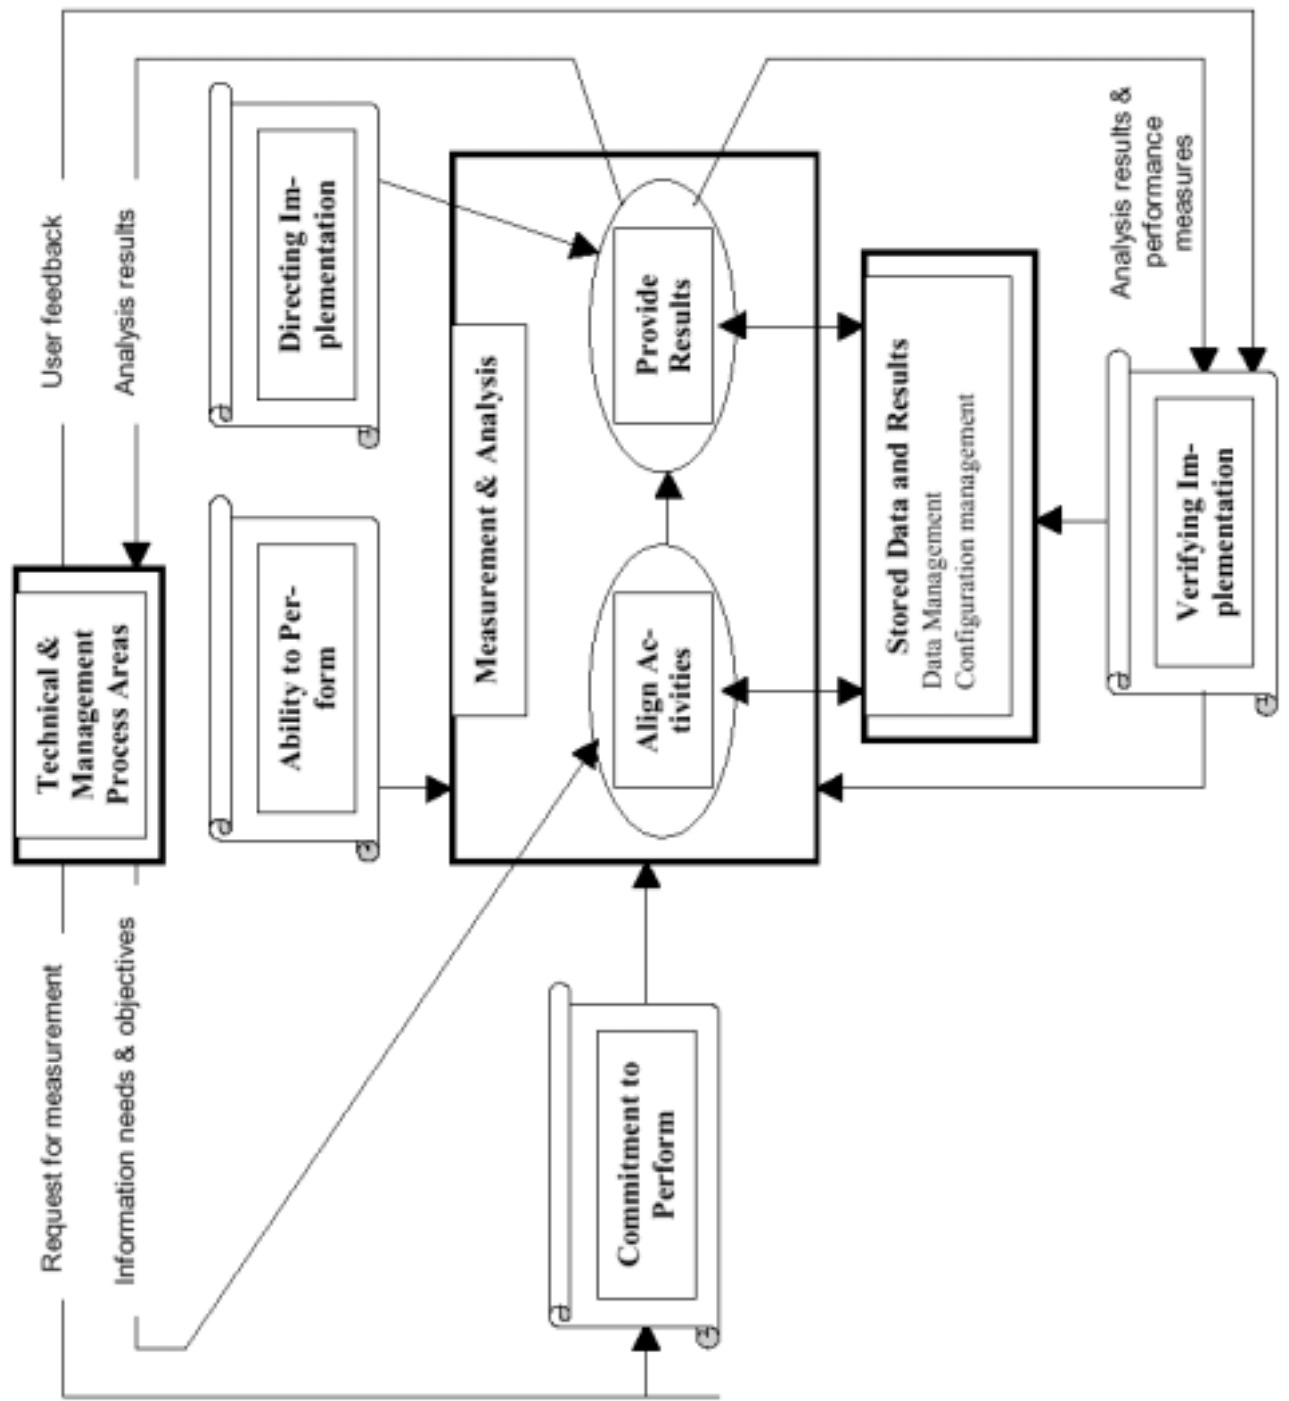 Technical &
Management
Process Areas
User feedback
Analysis results
Request for measurement
Information needs & objectives
Ability to Per-
form
Directing Im-
plementation
Measurement & Analysis
Align Ac-
tivities
Provide
Results
Commitment to
Perform
Stored Data and Results
Data Management
Configuration management
Analysis results &
performance
measures
Verifying Im-
plementation